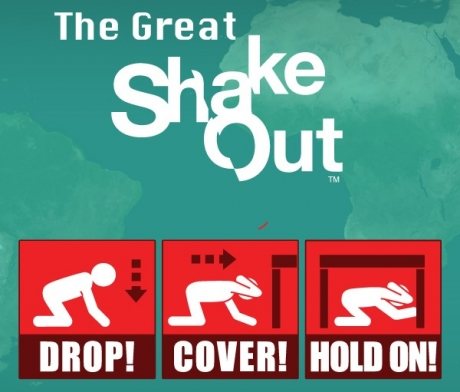 The Great
Shake
Out
TM
DROP! COVER! HOLD ON!